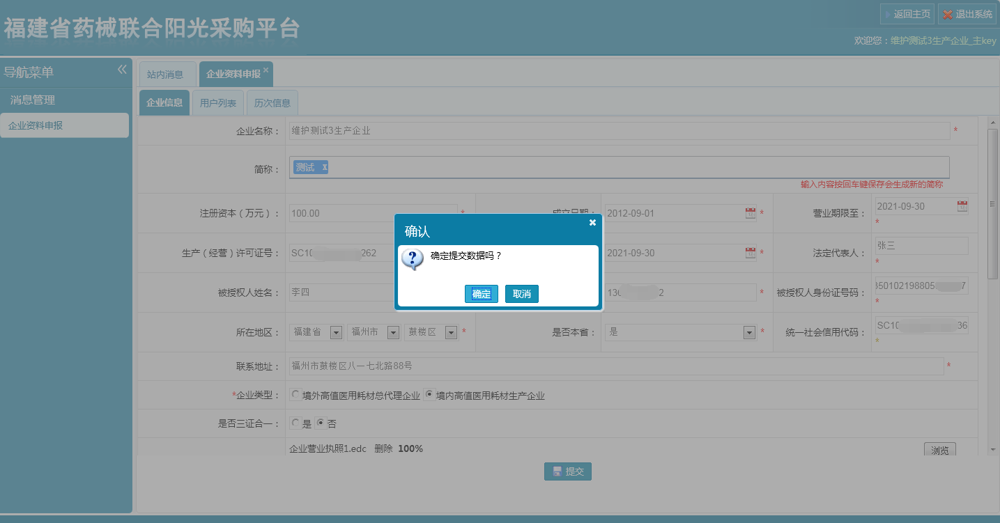 福建省药械联合阳光采购平台
返回主页
退出系统
欢迎您：维护测试3生产企业_主key
导航菜单
消息管理
企业资料申报
站内消息
企业资料申报
企业信息
用户列表
历次信息
企业名称：
维护测试3生产企业
*
简称：
测试 x
输入内容按回车键保存会生成新的简称
注册资本（万元）：
100.00
*
成立日期：
2012-09-01
*
营业期限至：
2021-09-30
*
生产（经营）许可证号：
SC10
262
2021-09-30
*
法定代表人：
张三
*
被授权人姓名：
李四
2
*
被授权人身份证号码：
350102198805
7
*
所在地区：
福建省
福州市
鼓楼区
*
是否本省：
是
*
统一社会信用代码：
SC10
36
*
联系地址：
福州市鼓楼区八一七北路88号
*
*企业类型：
境外高值医用耗材总代理企业
境内高值医用耗材生产企业
是否三证合一：
是
否
企业营业执照1.edc 删除 100%
浏览
提交
确认
确定提交数据吗？
确定
取消